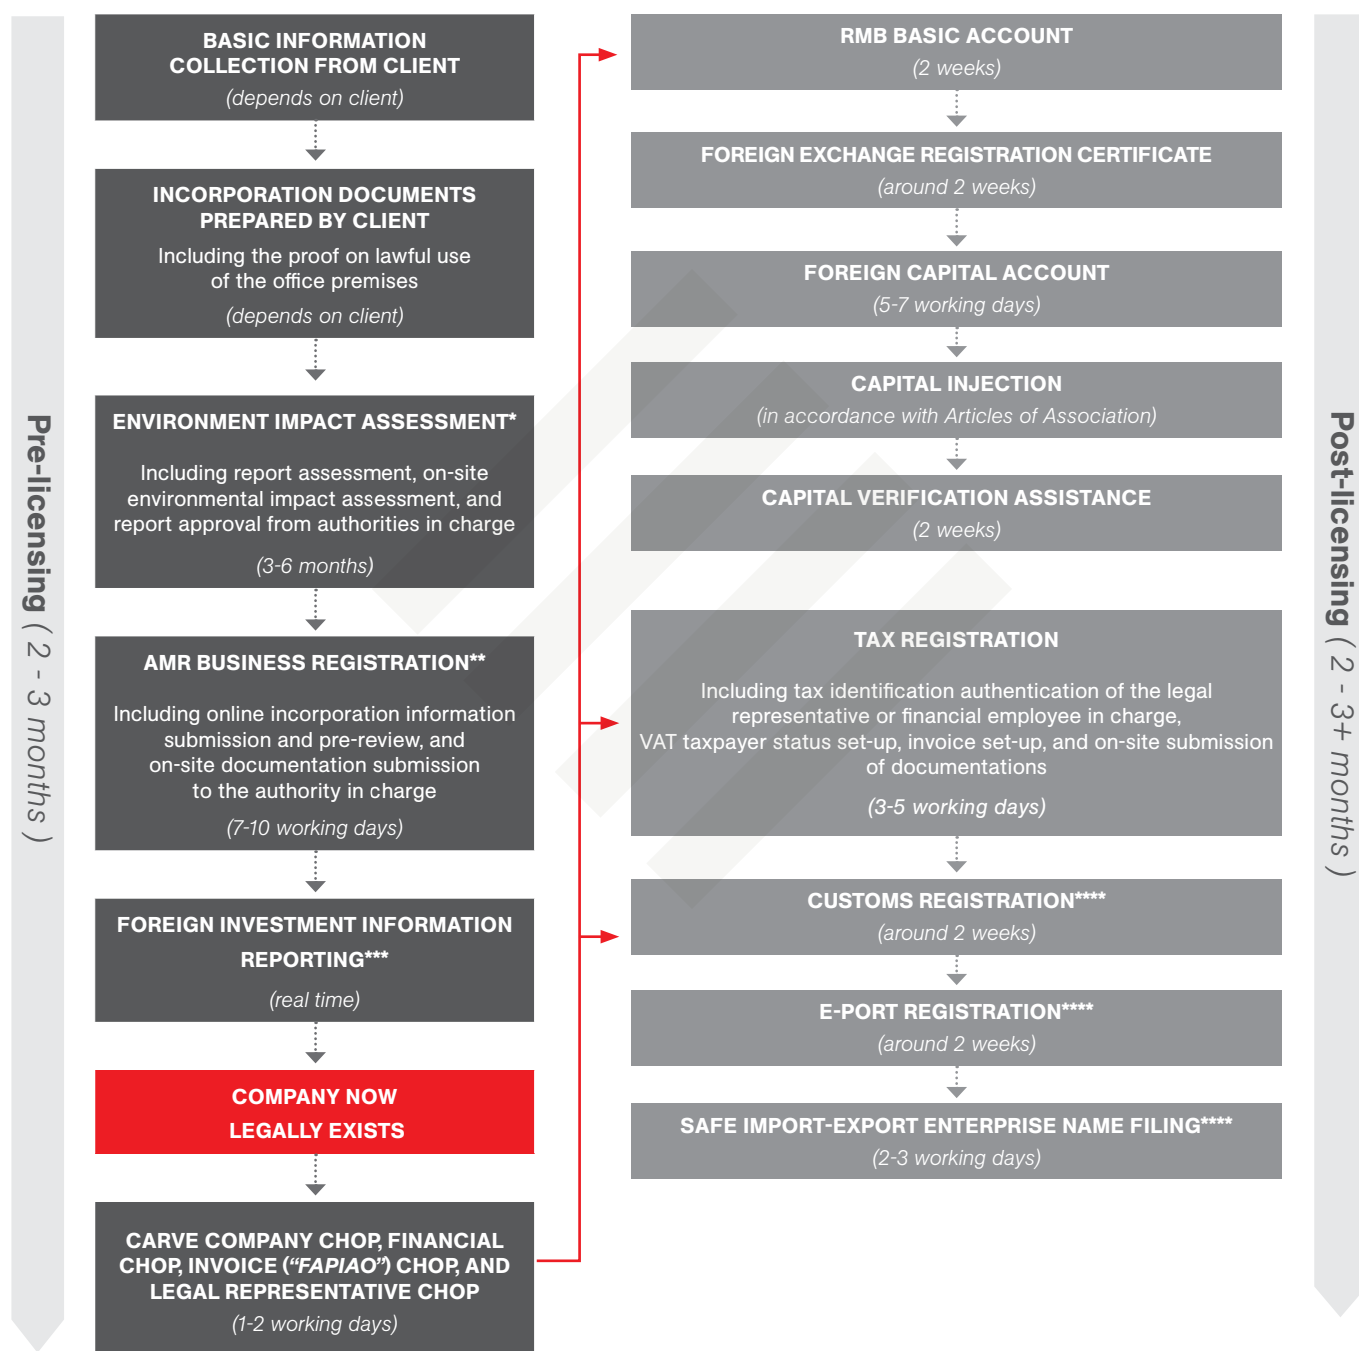 Pre-licensing ( 2 - 3 months )
BASIC INFORMATION
COLLECTION FROM CLIENT
(depends on client)
INCORPORATION DOCUMENTS
PREPARED BY CLIENT
Including the proof on lawful use
of the office premises
(depends on client)
ENVIRONMENT IMPACT ASSESSMENT*
Including report assessment, on-site
environmental impact assessment, and
report approval from authorities in charge
(3-6 months)
AMR BUSINESS REGISTRATION**
Including online incorporation information
submission and pre-review, and
on-site documentation submission
to the authority in charge
(7-10 working days)
FOREIGN INVESTMENT INFORMATION
REPORTING***
(real time)
COMPANY NOW
LEGALLY EXISTS
CARVE COMPANY CHOP, FINANCIAL
CHOP, INVOICE (“FAPIAO”) CHOP, AND
LEGAL REPRESENTATIVE CHOP
(1-2 working days)
RMB BASIC ACCOUNT
(2 weeks)
FOREIGN EXCHANGE REGISTRATION CERTIFICATE
(around 2 weeks)
FOREIGN CAPITAL ACCOUNT
(5-7 working days)
CAPITAL INJECTION
(in accordance with Articles of Association)
CAPITAL VERIFICATION ASSISTANCE
(2 weeks)
TAX REGISTRATION
Including tax identification authentication of the legal
representative or financial employee in charge,
VAT taxpayer status set-up, invoice set-up, and on-site submission
of documentations
(3-5 working days)
CUSTOMS REGISTRATION****
(around 2 weeks)
E-PORT REGISTRATION****
(around 2 weeks)
SAFE IMPORT-EXPORT ENTERPRISE NAME FILING****
(2-3 working days)
Post-licensing ( 2 - 3+ months )